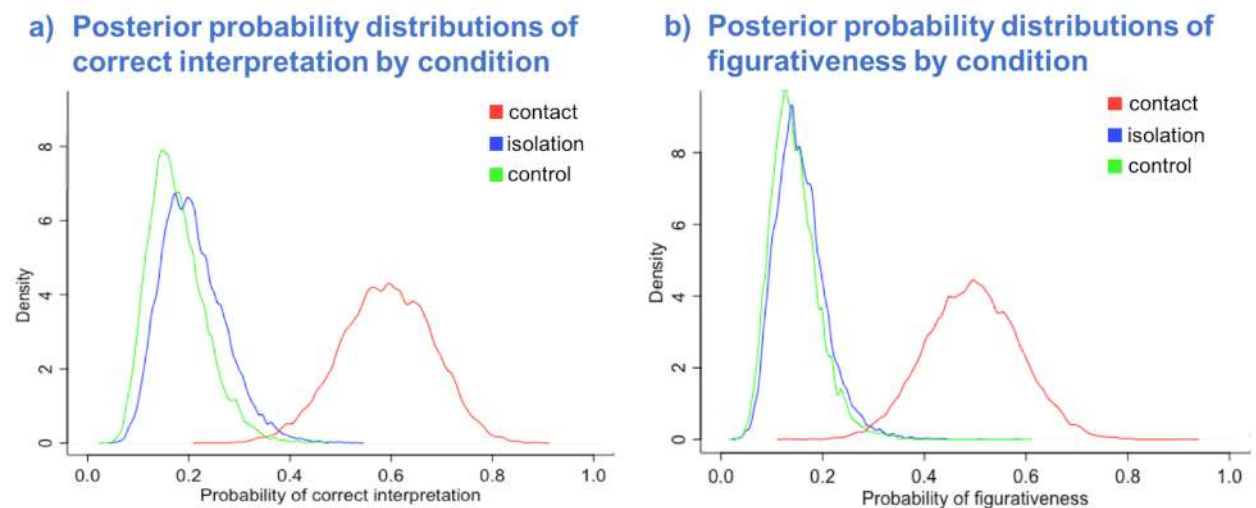 a) Posterior probability distributions of
correct interpretation by condition
contact
isolation
control
8
6
4
2
0
Density
0.0 0.2 0.4 0.6 0.8 1.0
Probability of correct interpretation
b) Posterior probability distributions of
figurativeness by condition
contact
isolation
control
8
6
4
2
0
Density
0.0 0.2 0.4 0.6 0.8 1.0
Probability of figurativeness